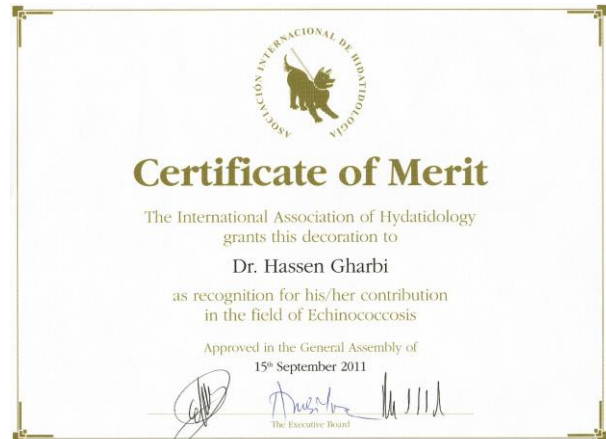 ASOCIACIÓN INTERNACIONAL DE HIDATIDOLOGÍA
Certificate of Merit
The International Association of Hydatidology
grants this decoration to
Dr. Hassen Gharbi
as recognition for his/her contribution
in the field of Echinococcosis
Approved in the General Assembly of
15th September 2011
The Executive Board